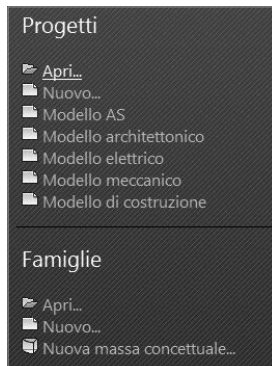 Progetti
Apri...
Nuovo...
Modello AS
Modello architettonico
Modello elettrico
Modello meccanico
Modello di costruzione
Famiglie
Apri...
Nuovo...
Nuova massa concettuale...